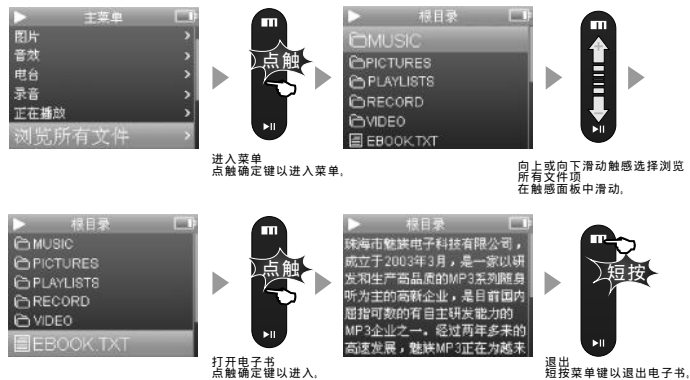 主菜单
图片
音效
电台
录音
正在播放
浏览所有文件
点触
进入菜单
点触确定键以进入菜单,
根目录
MUSIC
PICTURES
PLAYLISTS
RECORD
VIDEO
EBOOK.TXT
向上或向下滑动触感选择浏览
所有文件项
在触感面板中滑动,
根目录
MUSIC
PICTURES
PLAYLISTS
RECORD
VIDEO
EBOOK.TXT
点触
打开电子书
点触确定键以进入,
根目录
珠海市魅族电子科技有限公司，
成立于2003年3月，是一家以研
发和生产高品质的MP3系列随身
听为主的高新企业，是目前国内
屈指可数的有自主研发能力的
MP3企业之一。经过两年多来的
高速发展，魅族MP3正在为越来
短按
退出
短按菜单键以退出电子书,